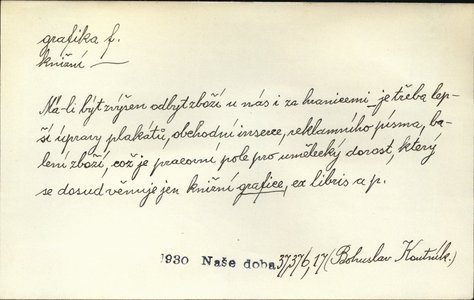 grafika f.
knižní —
Má-li být zvýšen odbyt zboží u nás i za hranicemi, je třeba lep-
ší úpravy plakátů, obchodní inserce, reklamního písma, ba-
lení zboží, což je pracovní pole pro umělecký dorost, který
se dosud věnuje jen knižní grafice, ex libris a p.
1930 Naše doba 37, 376, 17 (Bohuslav Koutník.)